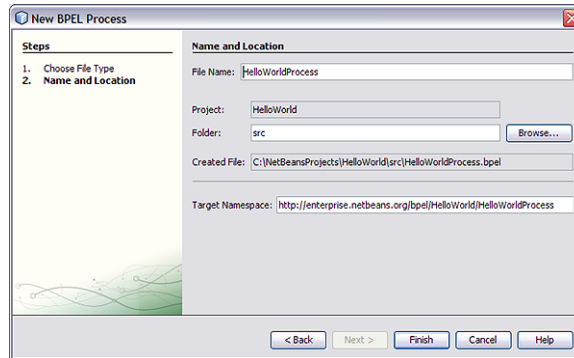 New BPEL Process
Steps
1. Choose File Type
2. Name and Location
Name and Location
File Name: HelloWorldProcess
Project: HelloWorld
Folder: src Browse...
Created File: C:\NetBeansProjects\HelloWorld\src\HelloWorldProcess.bpel
Target Namespace: http://enterprise.netbeans.org/bpel/HelloWorld/HelloWorldProcess
< Back Next > Finish Cancel Help